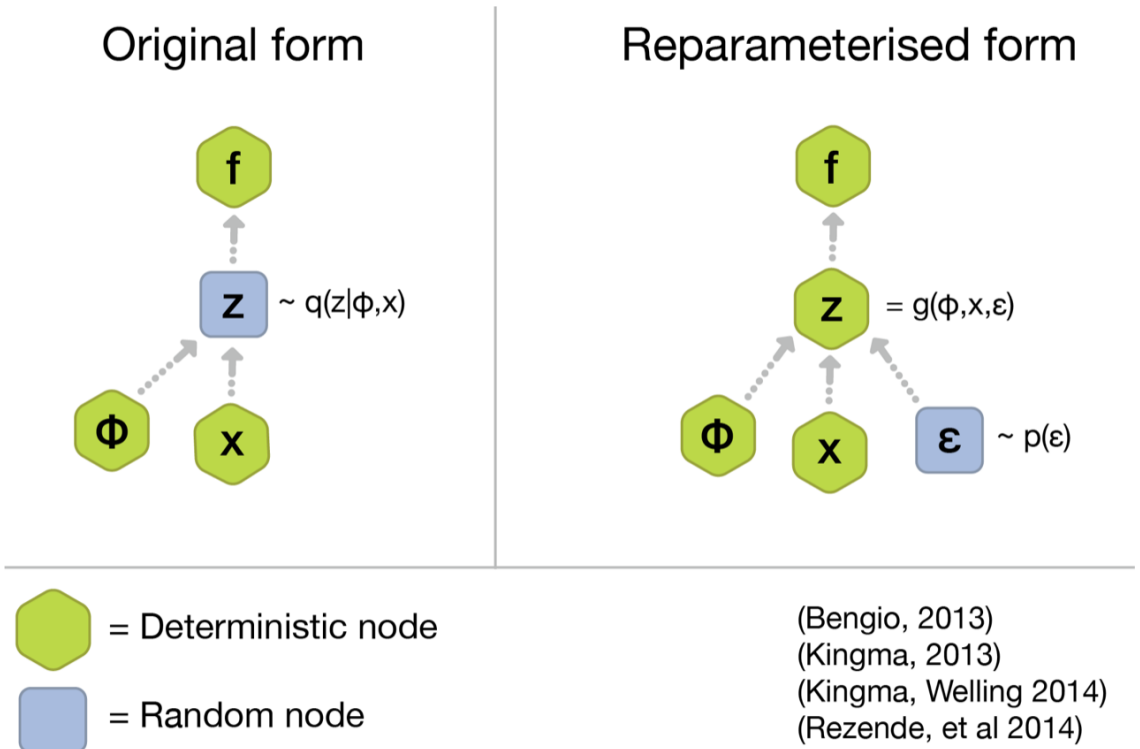 Original form
f
z ~ q(z|ϕ,x)
ϕ
x
Reparameterised form
f
z = g(ϕ,x,ε)
ϕ
x
ε ~ p(ε)
= Deterministic node
= Random node
(Bengio, 2013)
(Kingma, 2013)
(Kingma, Welling 2014)
(Rezende, et al 2014)